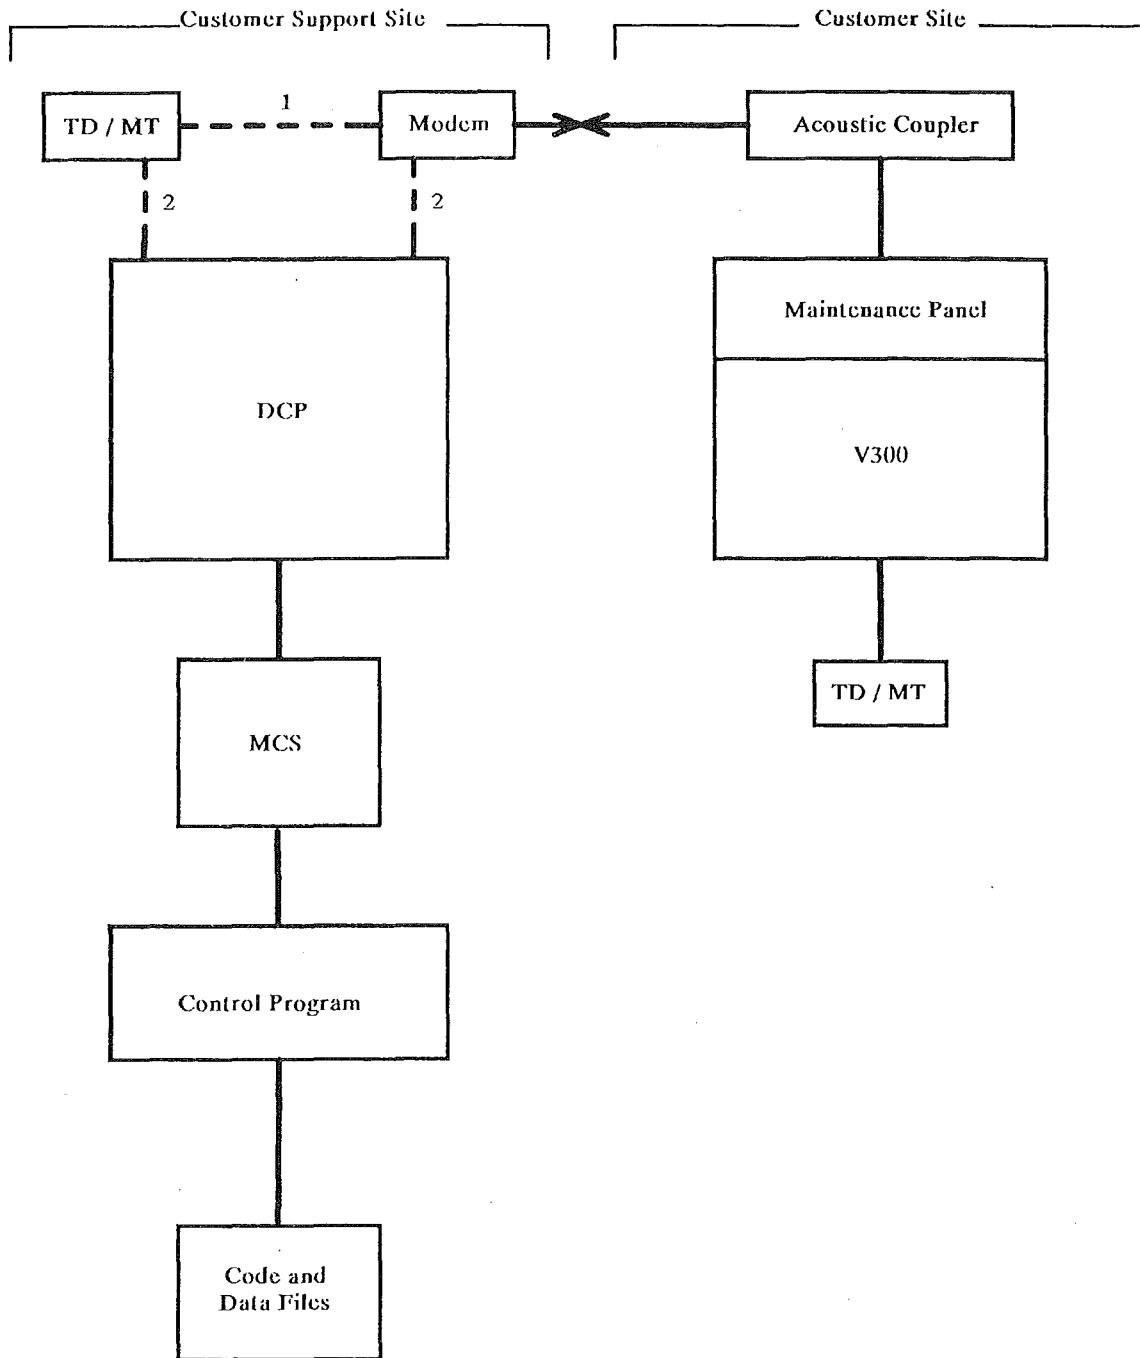 Customer Support Site
Customer Site
1
TD / MT
Modem
Acoustic Coupler
2
2
Maintenance Panel
DCP
V300
TD / MT
MCS
Control Program
Code and
Data Files